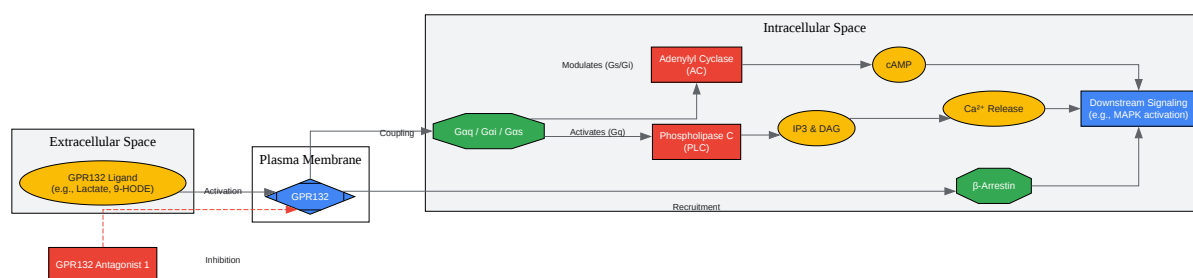 Intracellular Space
Adenylyl Cyclase
(AC)
Modulates (Gs/Gi)
cAMP
Ca²⁺ Release
Downstream Signaling
(e.g., MAPK activation)
Gαq / Gαi / Gαs
Coupling
Activates (Gq)
Phospholipase C
(PLC)
IP3 & DAG
Extracellular Space
Plasma Membrane
GPR132 Ligand
(e.g., Lactate, 9-HODE)
Activation
GPR132
β-Arrestin
Recruitment
GPR132 Antagonist 1
Inhibition